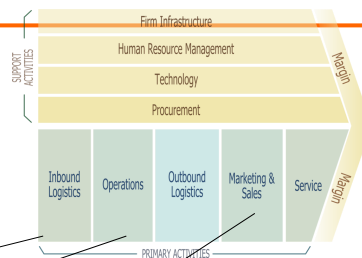 Firm Infrastructure
Human Resource Management
Technology
Procurement
SUPPORT
ACTIVITIES
Margin
Inbound
Logistics
Operations
Outbound
Logistics
Marketing &
Sales
Service
Margin
PRIMARY ACTIVITIES